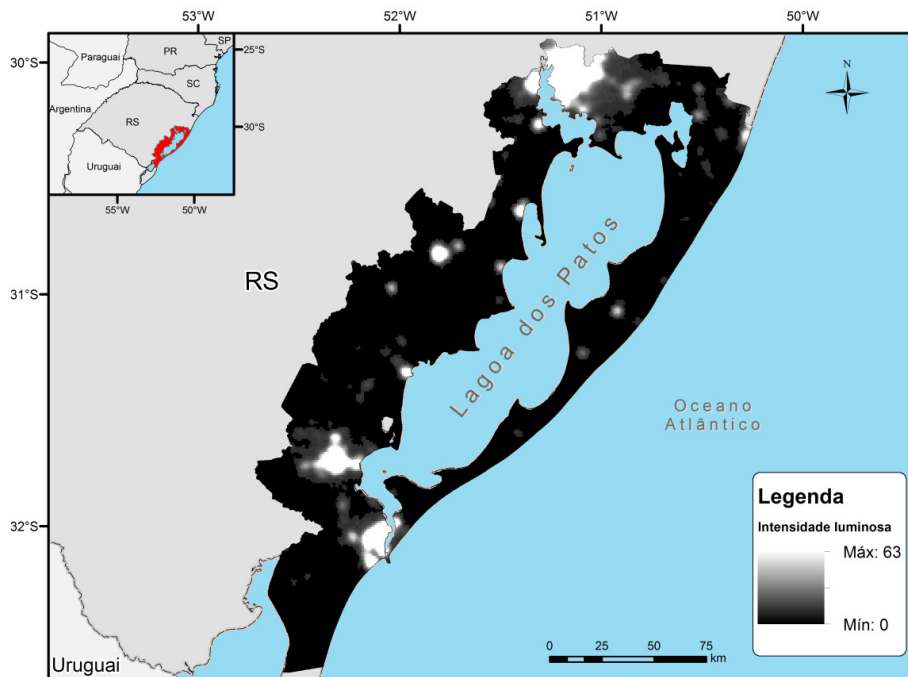 53°W
52°W
51°W
50°W
SP
PR
25°S
Paraguai
SC
Argentina
RS
30°S
Uruguai
55°W
50°W
30°S
N
RS
31°S
Lagoa dos Patos
Oceano
Atlântico
32°S
Legenda
Intensidade luminosa
Máx: 63
Mín: 0
0 25 50 75
km
Uruguai